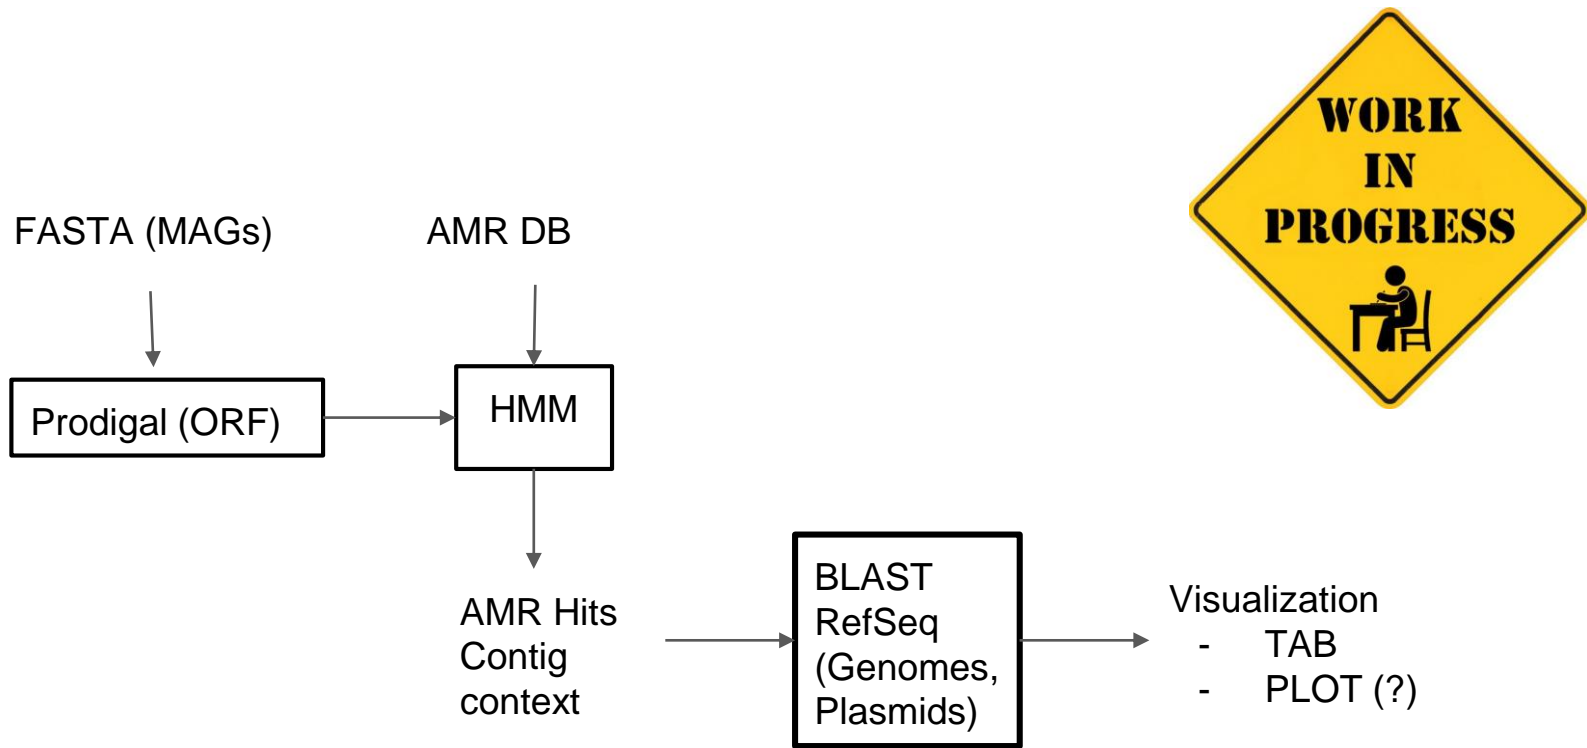 WORK
IN
PROGRESS
FASTA (MAGs)
AMR DB
Prodigal (ORF)
HMM
AMR Hits
Contig
context
BLAST
RefSeq
(Genomes,
Plasmids)
Visualization
- TAB
- PLOT (?)